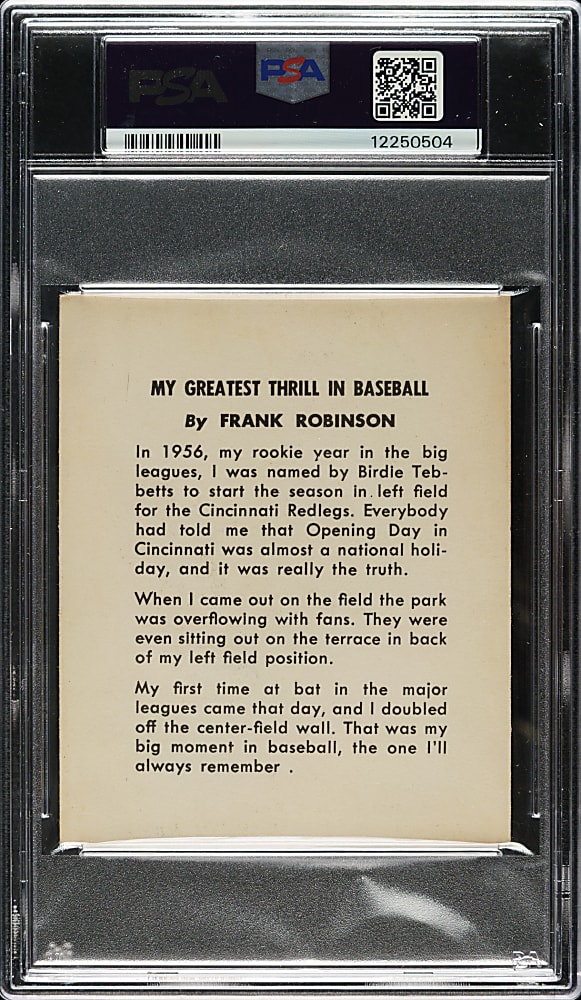 PSA
PSA
12250504
MY GREATEST THRILL IN BASEBALL
By FRANK ROBINSON
In 1956, my rookie year in the big
leagues, I was named by Birdie Teb-
betts to start the season in left field
for the Cincinnati Redlegs. Everybody
had told me that Opening Day in
Cincinnati was almost a national holi-
day, and it was really the truth.
When I came out on the field the park
was overflowing with fans. They were
even sitting out on the terrace in back
of my left field position.
My first time at bat in the major
leagues came that day, and I doubled
off the center-field wall. That was my
big moment in baseball, the one I'll
always remember .